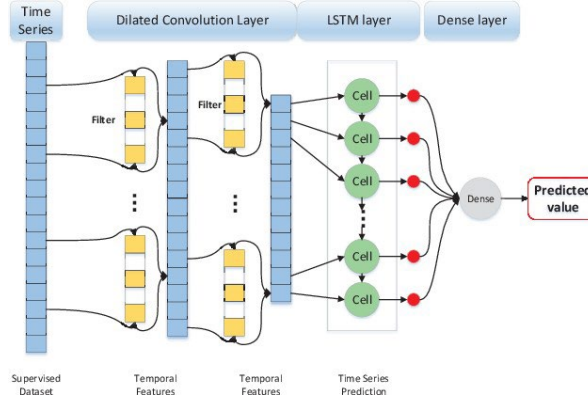 Time
Series
Dilated Convolution Layer
LSTM layer
Dense layer
Filter
Filter
Cell
Cell
Cell
Cell
Cell
Dense
Predicted
value
Supervised
Dataset
Temporal
Features
Temporal
Features
Time Series
Prediction